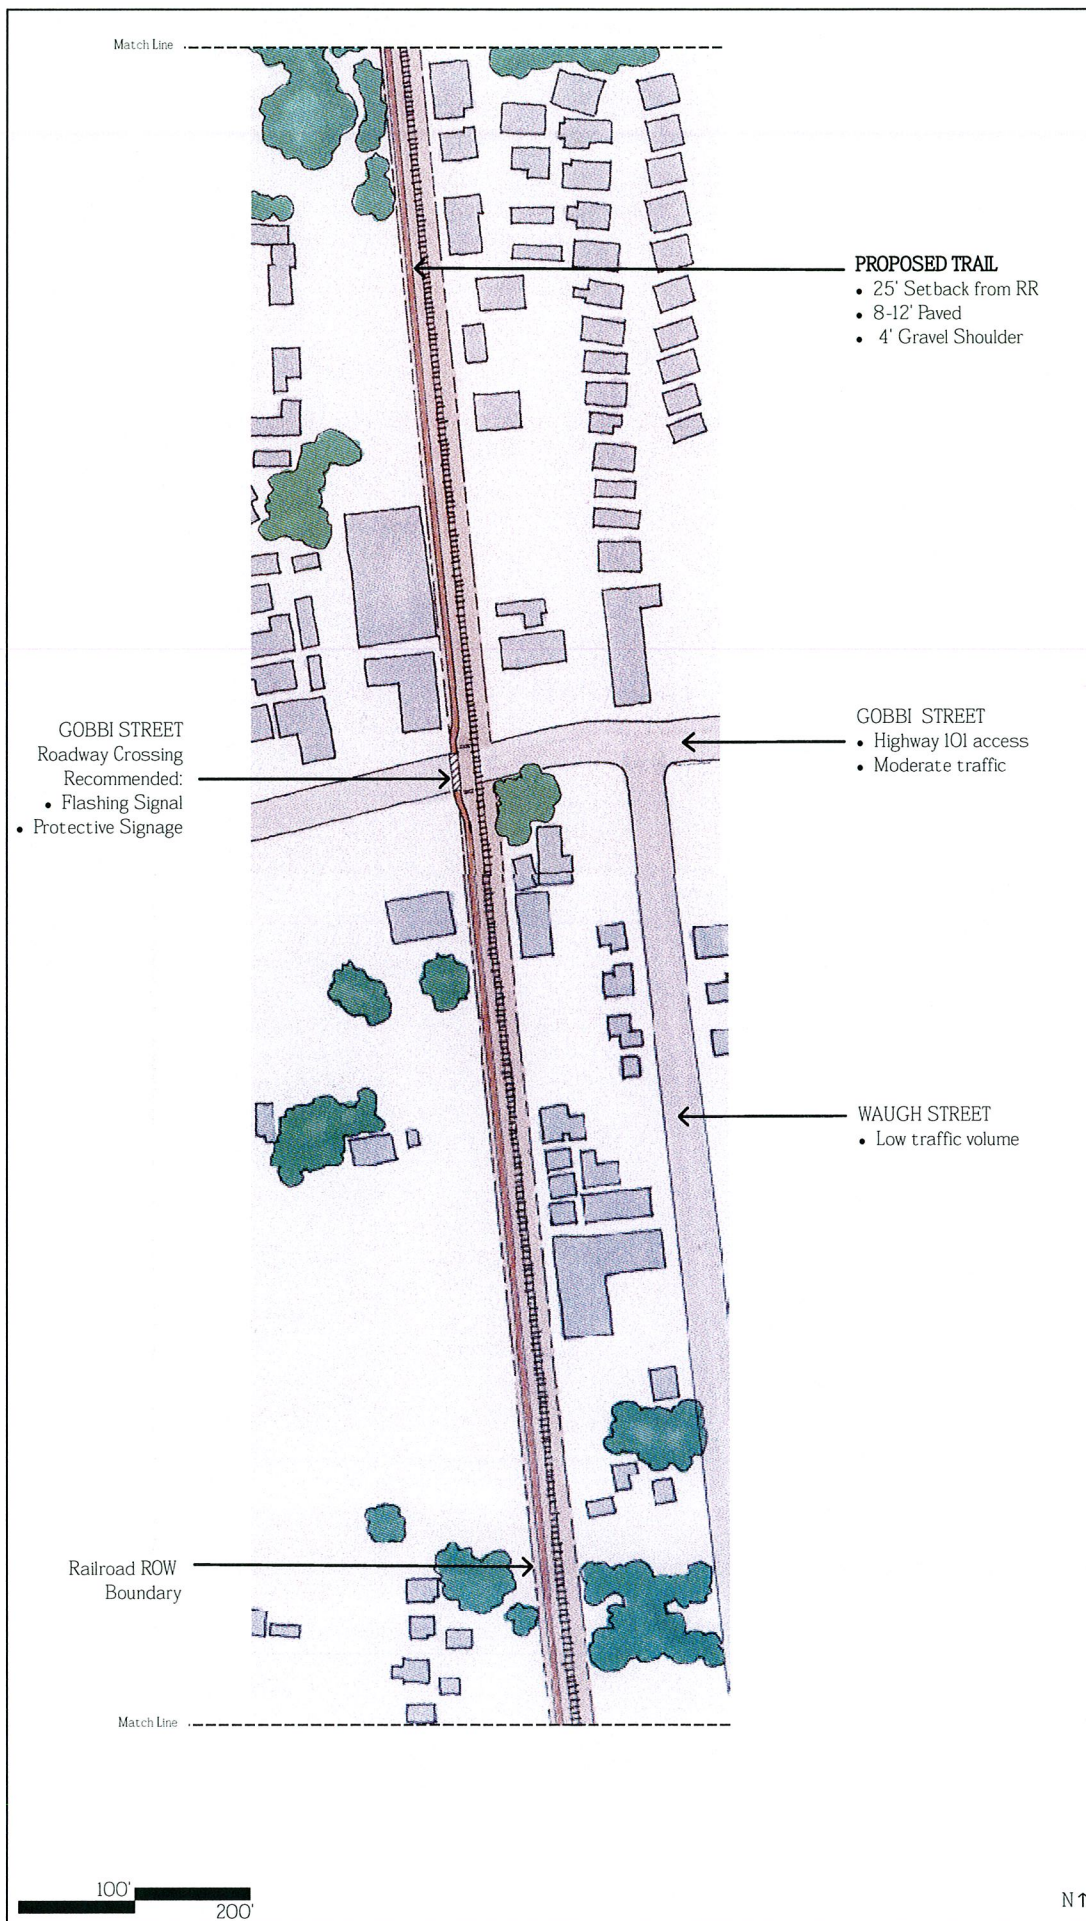 Match Line
PROPOSED TRAIL
• 25' Setback from RR
• 8-12' Paved
• 4' Gravel Shoulder
GOBBI STREET
Roadway Crossing
Recommended:
• Flashing Signal
• Protective Signage
GOBBI STREET
• Highway 101 access
• Moderate traffic
WAUGH STREET
• Low traffic volume
Railroad ROW
Boundary
Match Line
100'
200'
N↑